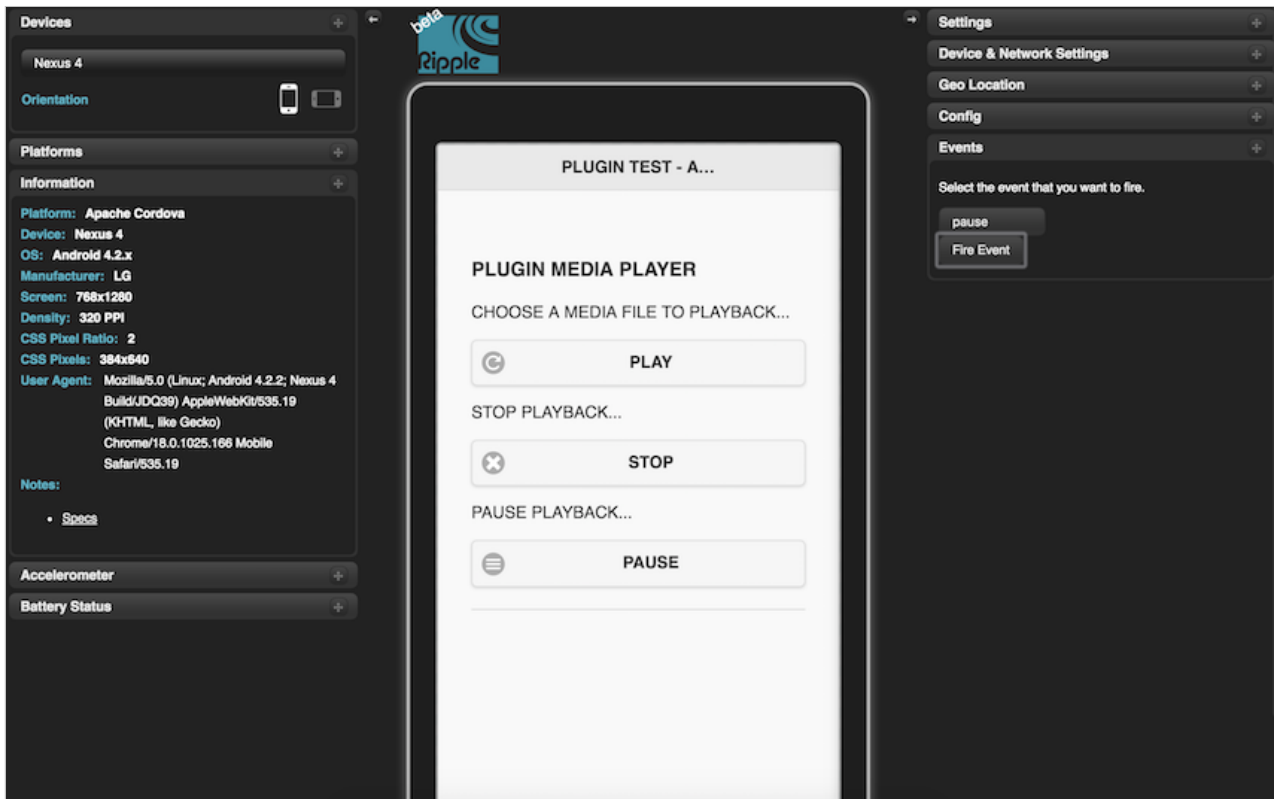 Devices
Nexus 4
Orientation
Platforms
Information
Platform: Apache Cordova
Device: Nexus 4
OS: Android 4.2.x
Manufacturer: LG
Screen: 768x1280
Density: 320 PPI
CSS Pixel Ratio: 2
CSS Pixels: 384x640
User Agent: Mozilla/5.0 (Linux; Android 4.2.2; Nexus 4
Build/JDQ39) AppleWebKit/535.19
(KHTML, like Gecko)
Chrome/18.0.1025.166 Mobile
Safari/535.19
Notes:
• Specs
Accelerometer
Battery Status
beta
Ripple
PLUGIN TEST - A...
PLUGIN MEDIA PLAYER
CHOOSE A MEDIA FILE TO PLAYBACK...
PLAY
STOP PLAYBACK...
STOP
PAUSE PLAYBACK...
PAUSE
Settings
Device & Network Settings
Geo Location
Config
Events
Select the event that you want to fire.
pause
Fire Event